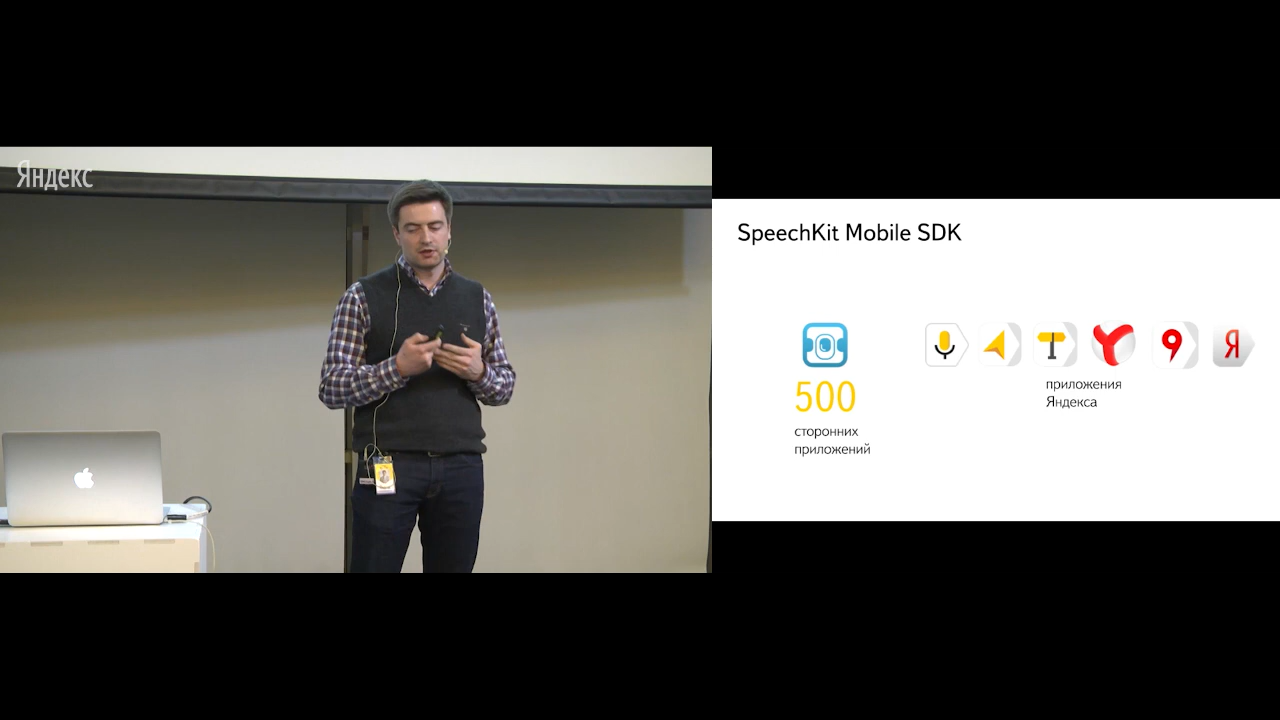 Яндекс
SpeechKit Mobile SDK
500
сторонних
приложений
приложения
Яндекса
Я